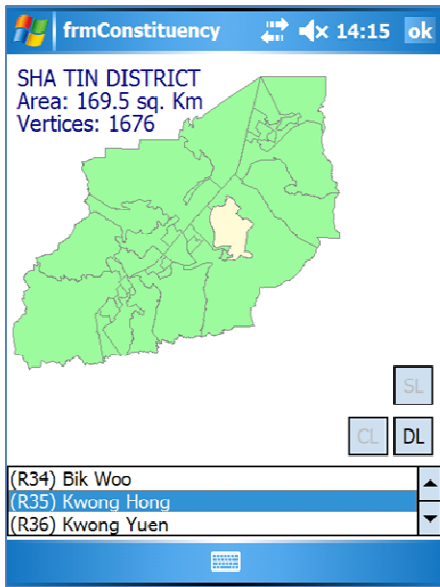 frmConstituency 14:15 ok
SHA TIN DISTRICT
Area: 169.5 sq. Km
Vertices: 1676
SL
CL DL
(R34) Bik Woo
(R35) Kwong Hong
(R36) Kwong Yuen